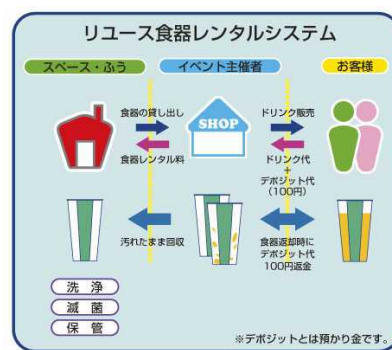 リユース食器レンタルシステム
スペース・ふう
イベント主催者
お客様
食器の貸し出し
SHOP
ドリンク販売
食器レンタル料
ドリンク代
+
デポジット代
(100円)
汚れたまま回収
食器返却時に
デポジット代
100円返金
洗 浄
滅 菌
保 管
※デポジットとは預かり金です。